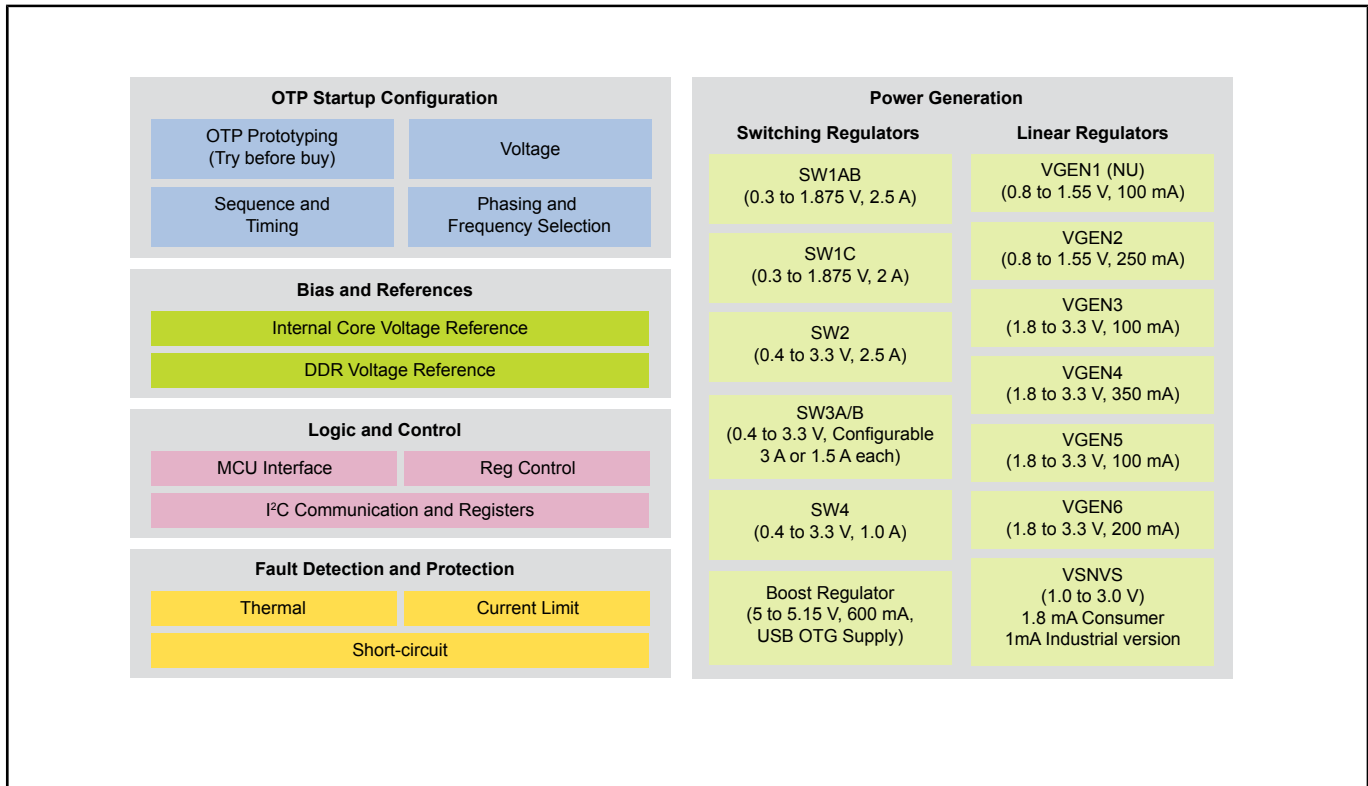 OTP Startup Configuration
OTP Prototyping
(Try before buy)
Voltage
Sequence and
Timing
Phasing and
Frequency Selection
Bias and References
Internal Core Voltage Reference
DDR Voltage Reference
Logic and Control
MCU Interface
Reg Control
I²C Communication and Registers
Fault Detection and Protection
Thermal
Current Limit
Short-circuit
Power Generation
Switching Regulators
SW1AB
(0.3 to 1.875 V, 2.5 A)
SW1C
(0.3 to 1.875 V, 2 A)
SW2
(0.4 to 3.3 V, 2.5 A)
SW3A/B
(0.4 to 3.3 V, Configurable
3 A or 1.5 A each)
SW4
(0.4 to 3.3 V, 1.0 A)
Boost Regulator
(5 to 5.15 V, 600 mA,
USB OTG Supply)
Linear Regulators
VGEN1 (NU)
(0.8 to 1.55 V, 100 mA)
VGEN2
(0.8 to 1.55 V, 250 mA)
VGEN3
(1.8 to 3.3 V, 100 mA)
VGEN4
(1.8 to 3.3 V, 350 mA)
VGEN5
(1.8 to 3.3 V, 100 mA)
VGEN6
(1.8 to 3.3 V, 200 mA)
VSNVS
(1.0 to 3.0 V)
1.8 mA Consumer
1mA Industrial version